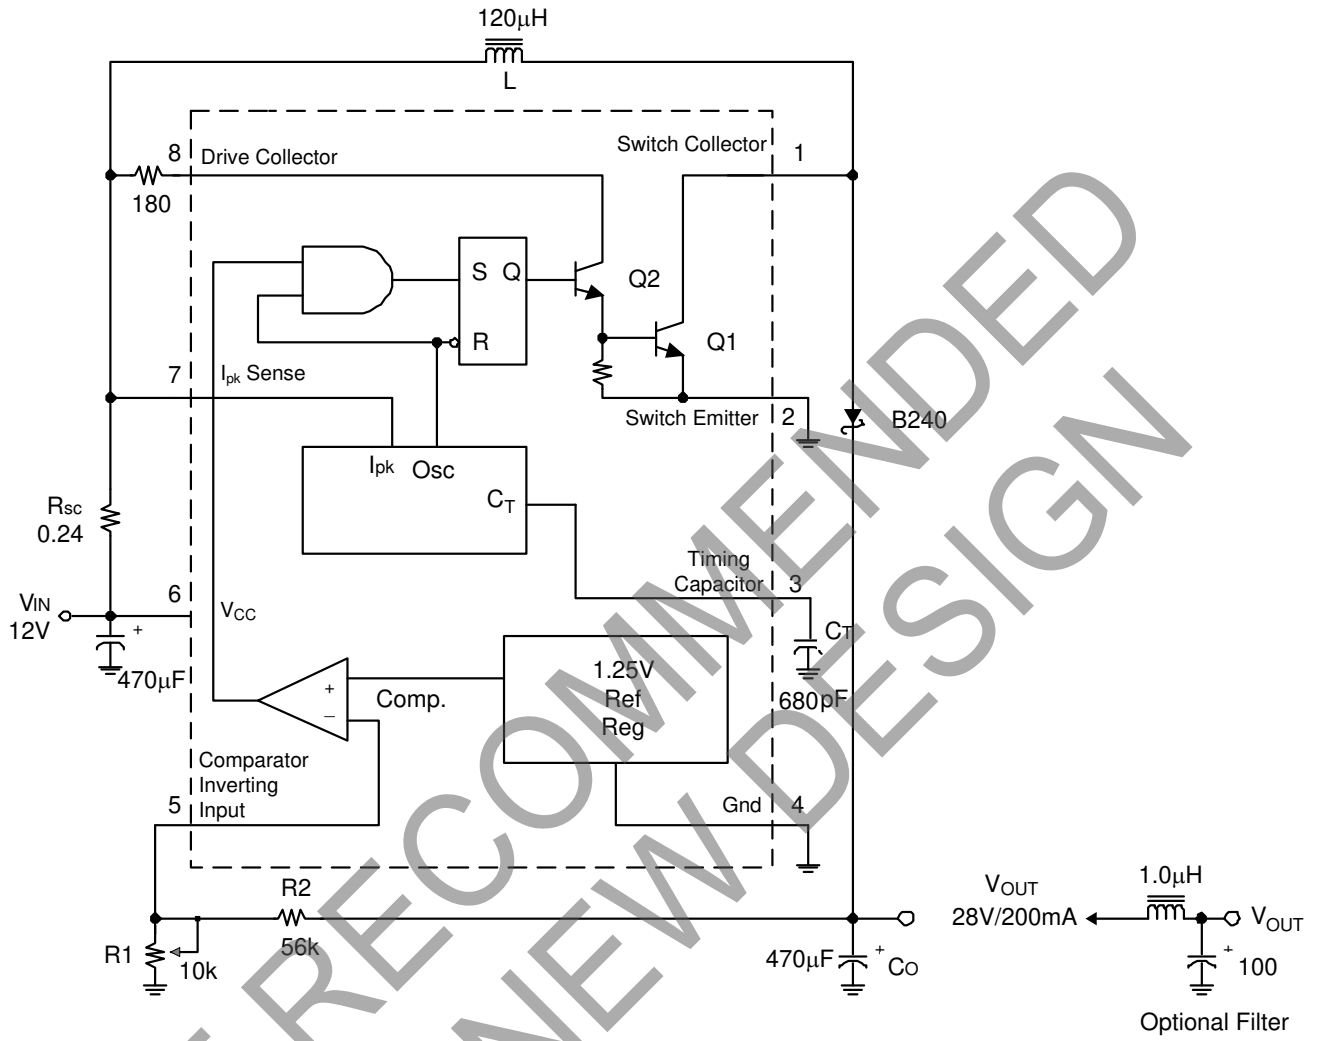 120μH
L
8
Drive Collector
Switch Collector
1
180
S
Q
Q2
R
Q1
7
Ipk Sense
Switch Emitter
2
B240
Ipk
Osc
CT
Rsc
0.24
Timing
Capacitor
3
6
VIN
12V
VCC
+
CT
470μF
680pF
1.25V
Ref
Reg
+
–
Comp.
Comparator
Inverting
Input
5
Gnd
4
R2
56k
R1
10k
470μF
+
CO
VOUT
28V/200mA
1.0μH
VOUT
+
100
Optional Filter
RECOMMENDED
NEW DESIGN